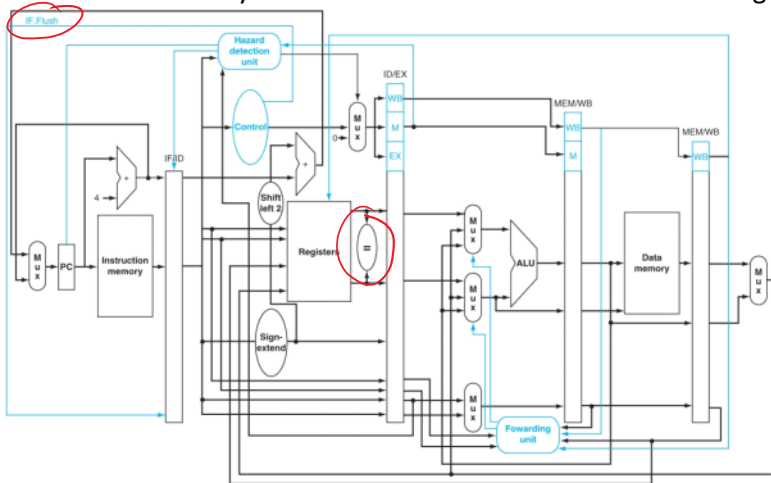 IF.Flush
Hazard
detection
unit
ID/EX
WB
MEM/WB
Control
M
u
x
0
M
WB
MEM/WB
EX
M
WB
IF/ID
+
+
4
Shift
left 2
M
u
x
PC
Instruction
memory
Registers
=
M
u
x
ALU
M
u
x
Data
memory
M
u
x
Sign-
extend
M
u
x
Fowarding
unit